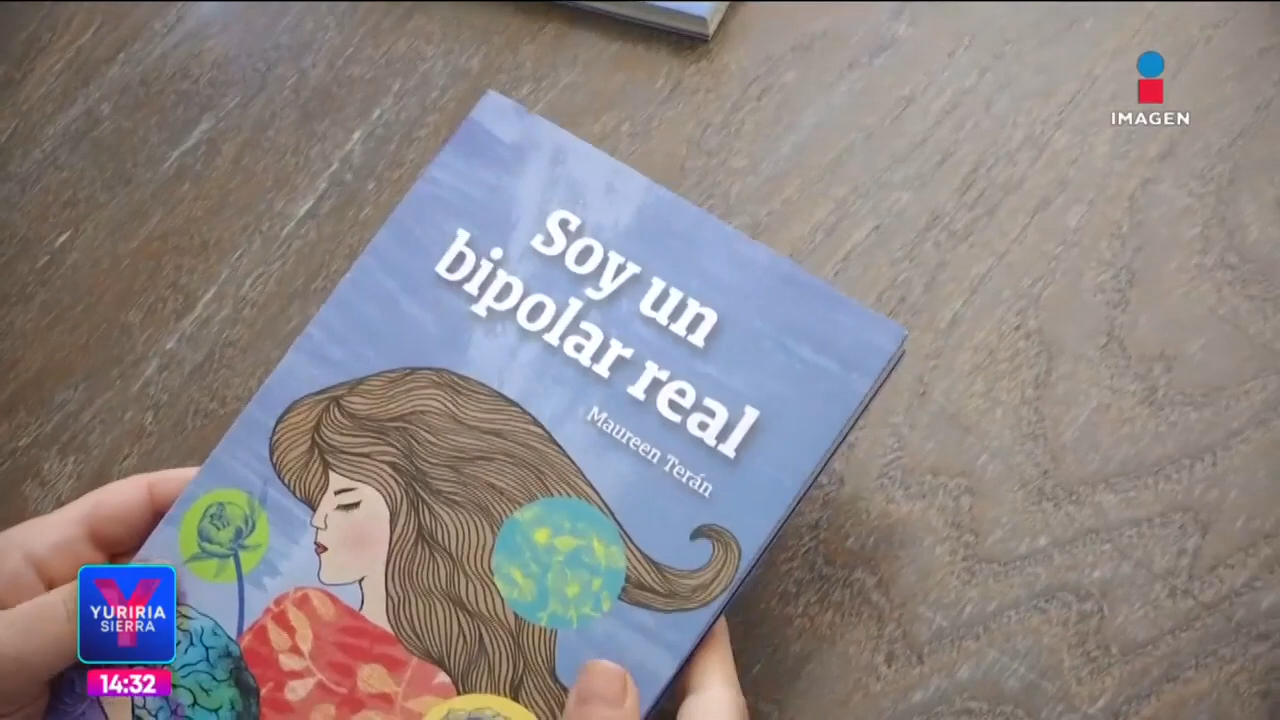 IMAGEN
Soy un
bipolar real
Maureen Terán
YURIRIA
SIERRA
14:32